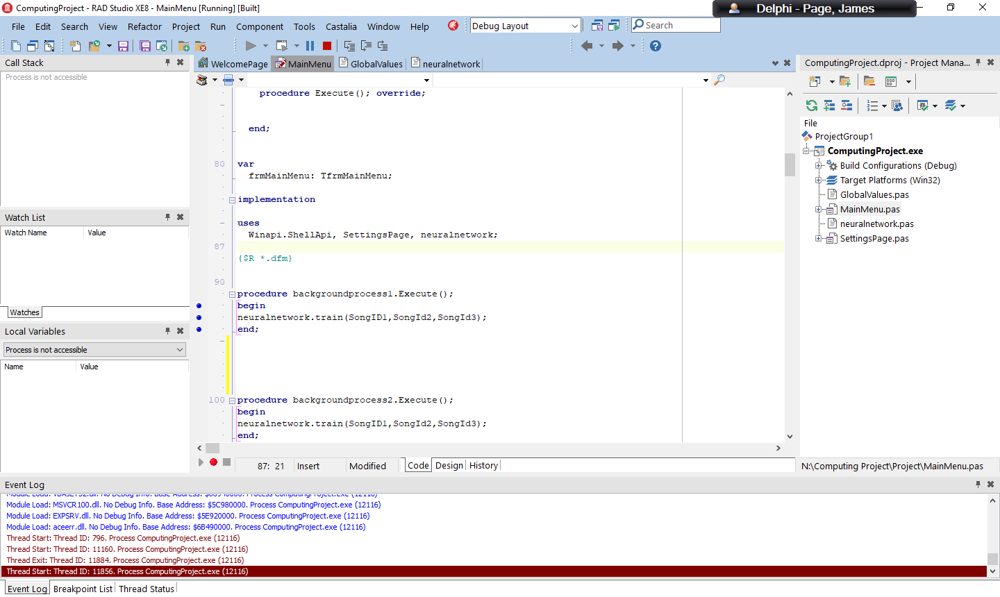 ComputingProject - RAD Studio XE8 - MainMenu [Running] [Built]
Delphi - Page, James
File Edit Search View Refactor Project Run Component Tools Castalia Window Help
Debug Layout
Search
Call Stack
Process is not accessible
Watch List
Watch Name Value
Watches
Local Variables
Process is not accessible
Name Value
WelcomePage MainMenu GlobalValues neuralnetwork
procedure Execute(); override;
end;
80 var
frmMainMenu: TfrmMainMenu;
implementation
uses
Winapi.ShellApi, SettingsPage, neuralnetwork;
87
{$R *.dfm}
90
procedure backgroundprocess1.Execute();
begin
neuralnetwork.train(SongID1,SongId2,SongId3);
end;
100 procedure backgroundprocess2.Execute();
begin
neuralnetwork.train(SongID1,SongId2,SongId3);
end;
87: 21 Insert Modified Code Design History
ComputingProject.dproj - Project Mana...
File
ProjectGroup1
ComputingProject.exe
Build Configurations (Debug)
Target Platforms (Win32)
GlobalValues.pas
MainMenu.pas
neuralnetwork.pas
SettingsPage.pas
N:\Computing Project\Project\MainMenu.pas
Event Log
Module Load: MSVCR100.dll. No Debug Info. Base Address: $5C980000. Process ComputingProject.exe (12116)
Module Load: EXPSRV.dll. No Debug Info. Base Address: $5E920000. Process ComputingProject.exe (12116)
Module Load: aceerr.dll. No Debug Info. Base Address: $6B490000. Process ComputingProject.exe (12116)
Thread Start: Thread ID: 796. Process ComputingProject.exe (12116)
Thread Start: Thread ID: 11160. Process ComputingProject.exe (12116)
Thread Exit: Thread ID: 11884. Process ComputingProject.exe (12116)
Thread Start: Thread ID: 11856. Process ComputingProject.exe (12116)
Event Log Breakpoint List Thread Status